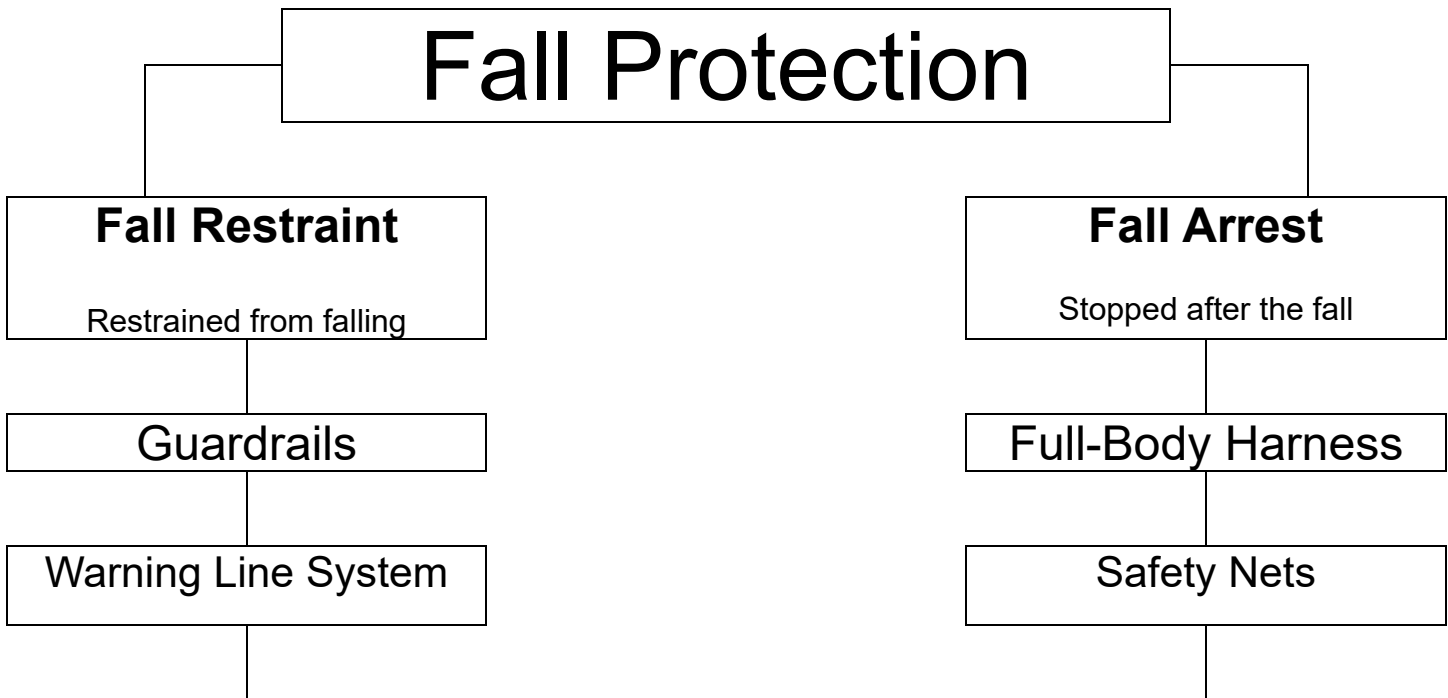 Fall Protection
Fall Restraint
Restrained from falling
Guardrails
Warning Line System
Fall Arrest
Stopped after the fall
Full-Body Harness
Safety Nets